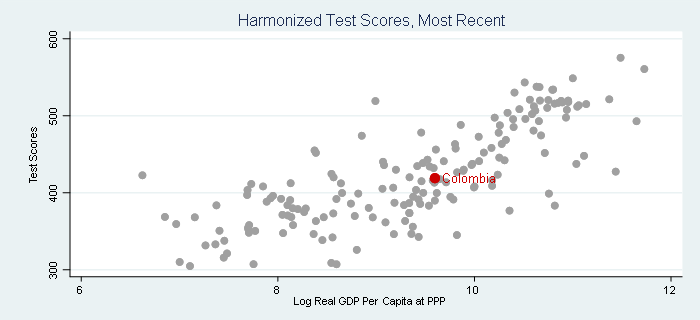 Harmonized Test Scores, Most Recent
600
500
400
300
Test Scores
Colombia
6
8
10
12
Log Real GDP Per Capita at PPP